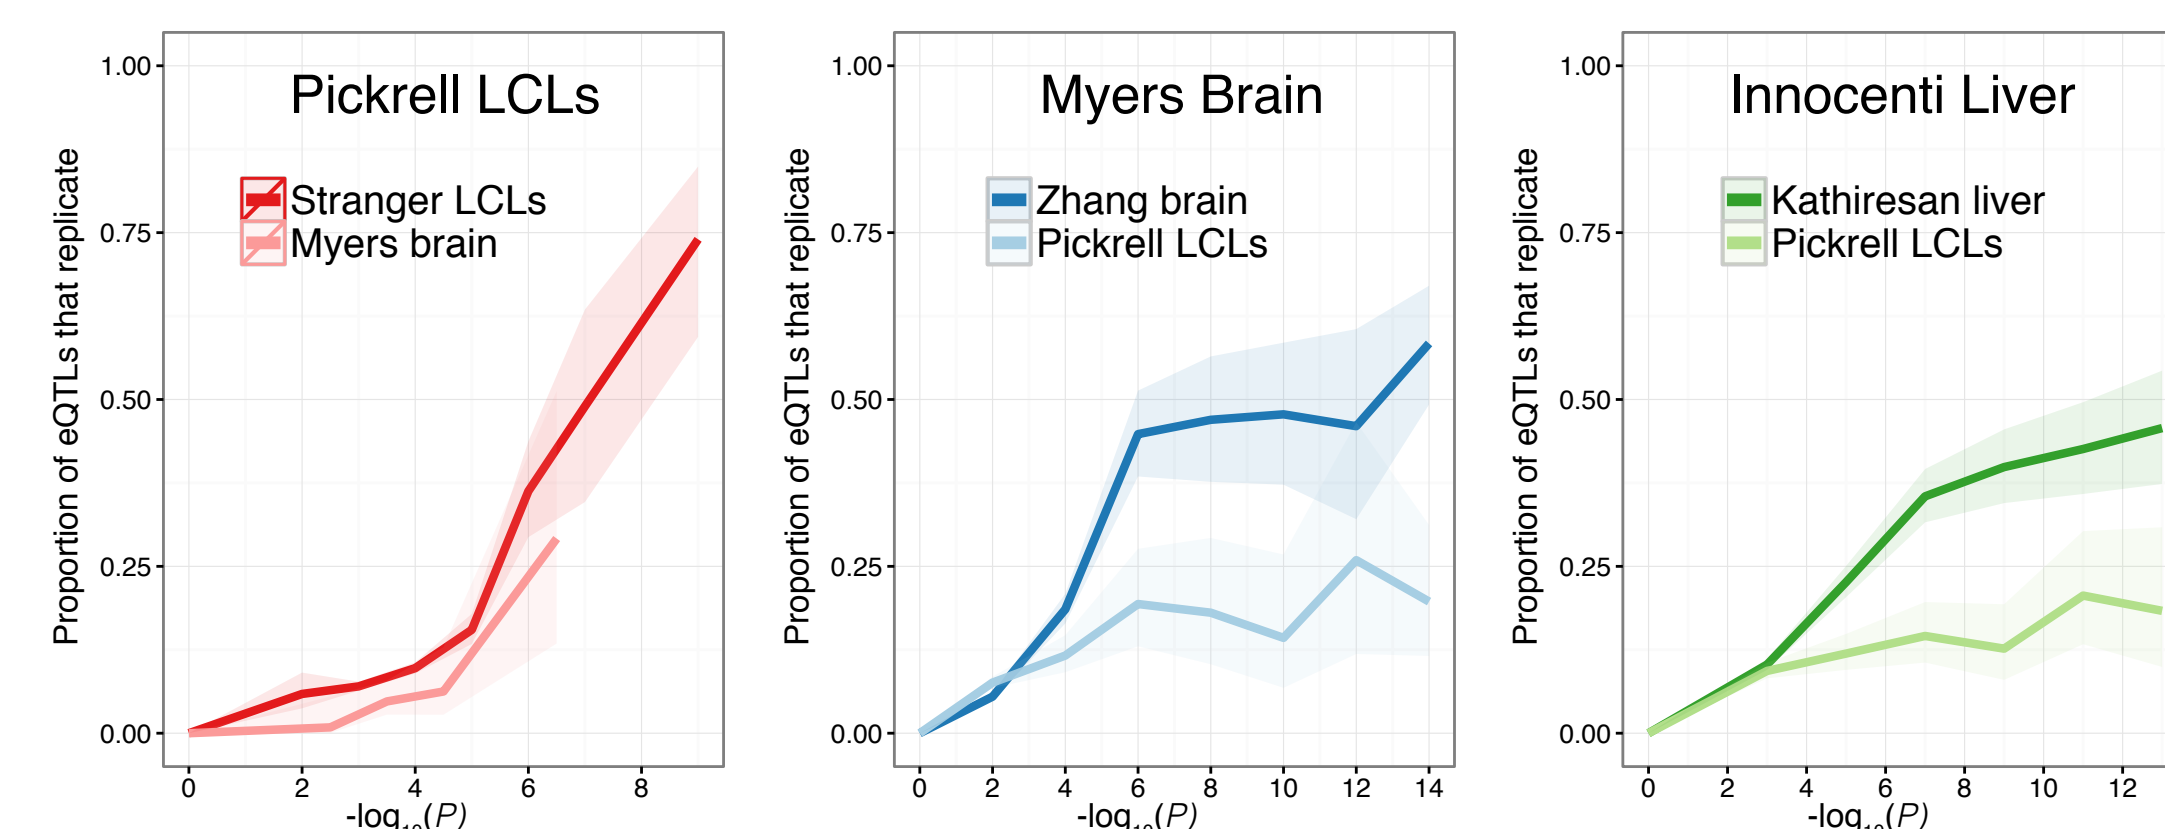 Pickrell LCLs
Stranger LCLs
Myers brain
Proportion of eQTLs that replicate
1.00
0.75
0.50
0.25
0.00
0 2 4 6 8
-log₁₀(P)
Myers Brain
Zhang brain
Pickrell LCLs
Proportion of eQTLs that replicate
1.00
0.75
0.50
0.25
0.00
0 2 4 6 8 10 12 14
-log₁₀(P)
Innocenti Liver
Kathiresan liver
Pickrell LCLs
Proportion of eQTLs that replicate
1.00
0.75
0.50
0.25
0.00
0 2 4 6 8 10 12
-log₁₀(P)